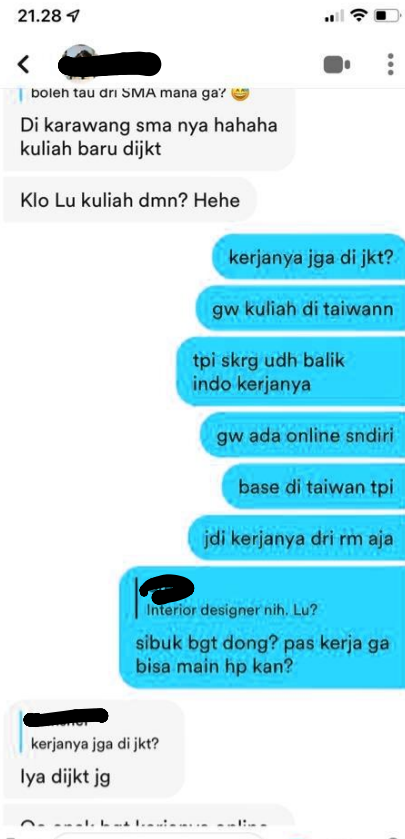 21.28
boleh tau dri SMA mana ga? 😅
Di karawang sma nya hahaha
kuliah baru dijkt
Klo Lu kuliah dmn? Hehe
kerjanya jga di jkt?
gw kuliah di taiwann
tpi skrg udh balik
indo kerjanya
gw ada online sndiri
base di taiwan tpi
jdi kerjanya dri rm aja
Interior designer nih. Lu?
sibuk bgt dong? pas kerja ga
bisa main hp kan?
kerjanya jga di jkt?
Iya dijkt jg